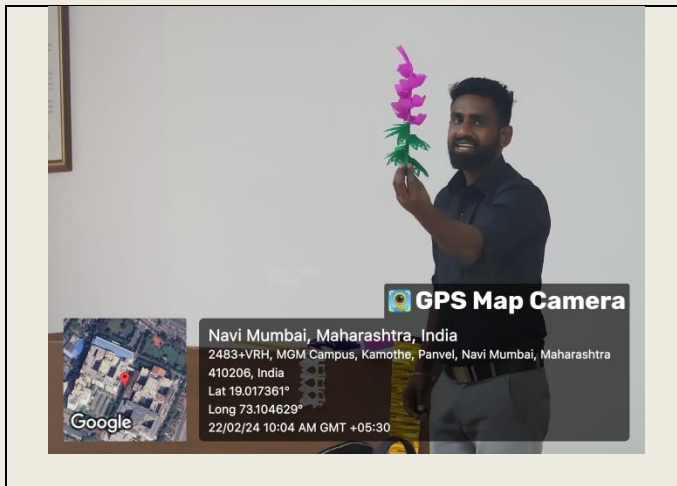 GPS Map Camera
Navi Mumbai, Maharashtra, India
2483+VRH, MGM Campus, Kamothe, Panvel, Navi Mumbai, Maharashtra
410206, India
Lat 19.017361°
Long 73.104629°
22/02/24 10:04 AM GMT +05:30
Google